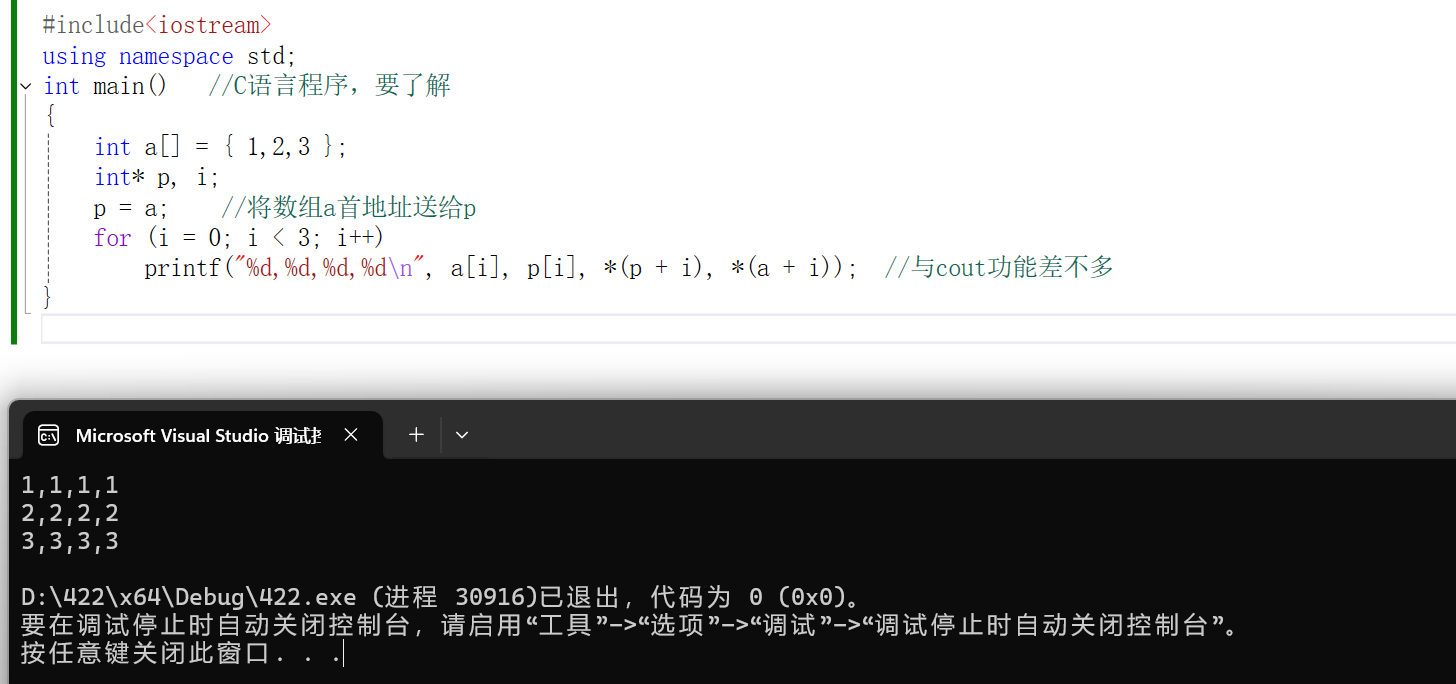 #include<iostream>
using namespace std;
int main()   //C语言程序，要了解
{
    int a[] = { 1,2,3 };
    int* p, i;
    p = a;    //将数组a首地址送给p
    for (i = 0; i < 3; i++)
        printf("%d,%d,%d,%d\n", a[i], p[i], *(p + i), *(a + i));  //与cout功能差不多
}
Microsoft Visual Studio 调试
1,1,1,1
2,2,2,2
3,3,3,3
D:\422\x64\Debug\422.exe (进程 30916)已退出，代码为 0 (0x0)。
要在调试停止时自动关闭控制台，请启用“工具”->“选项”->“调试”->“调试停止时自动关闭控制台”。
按任意键关闭此窗口. . .